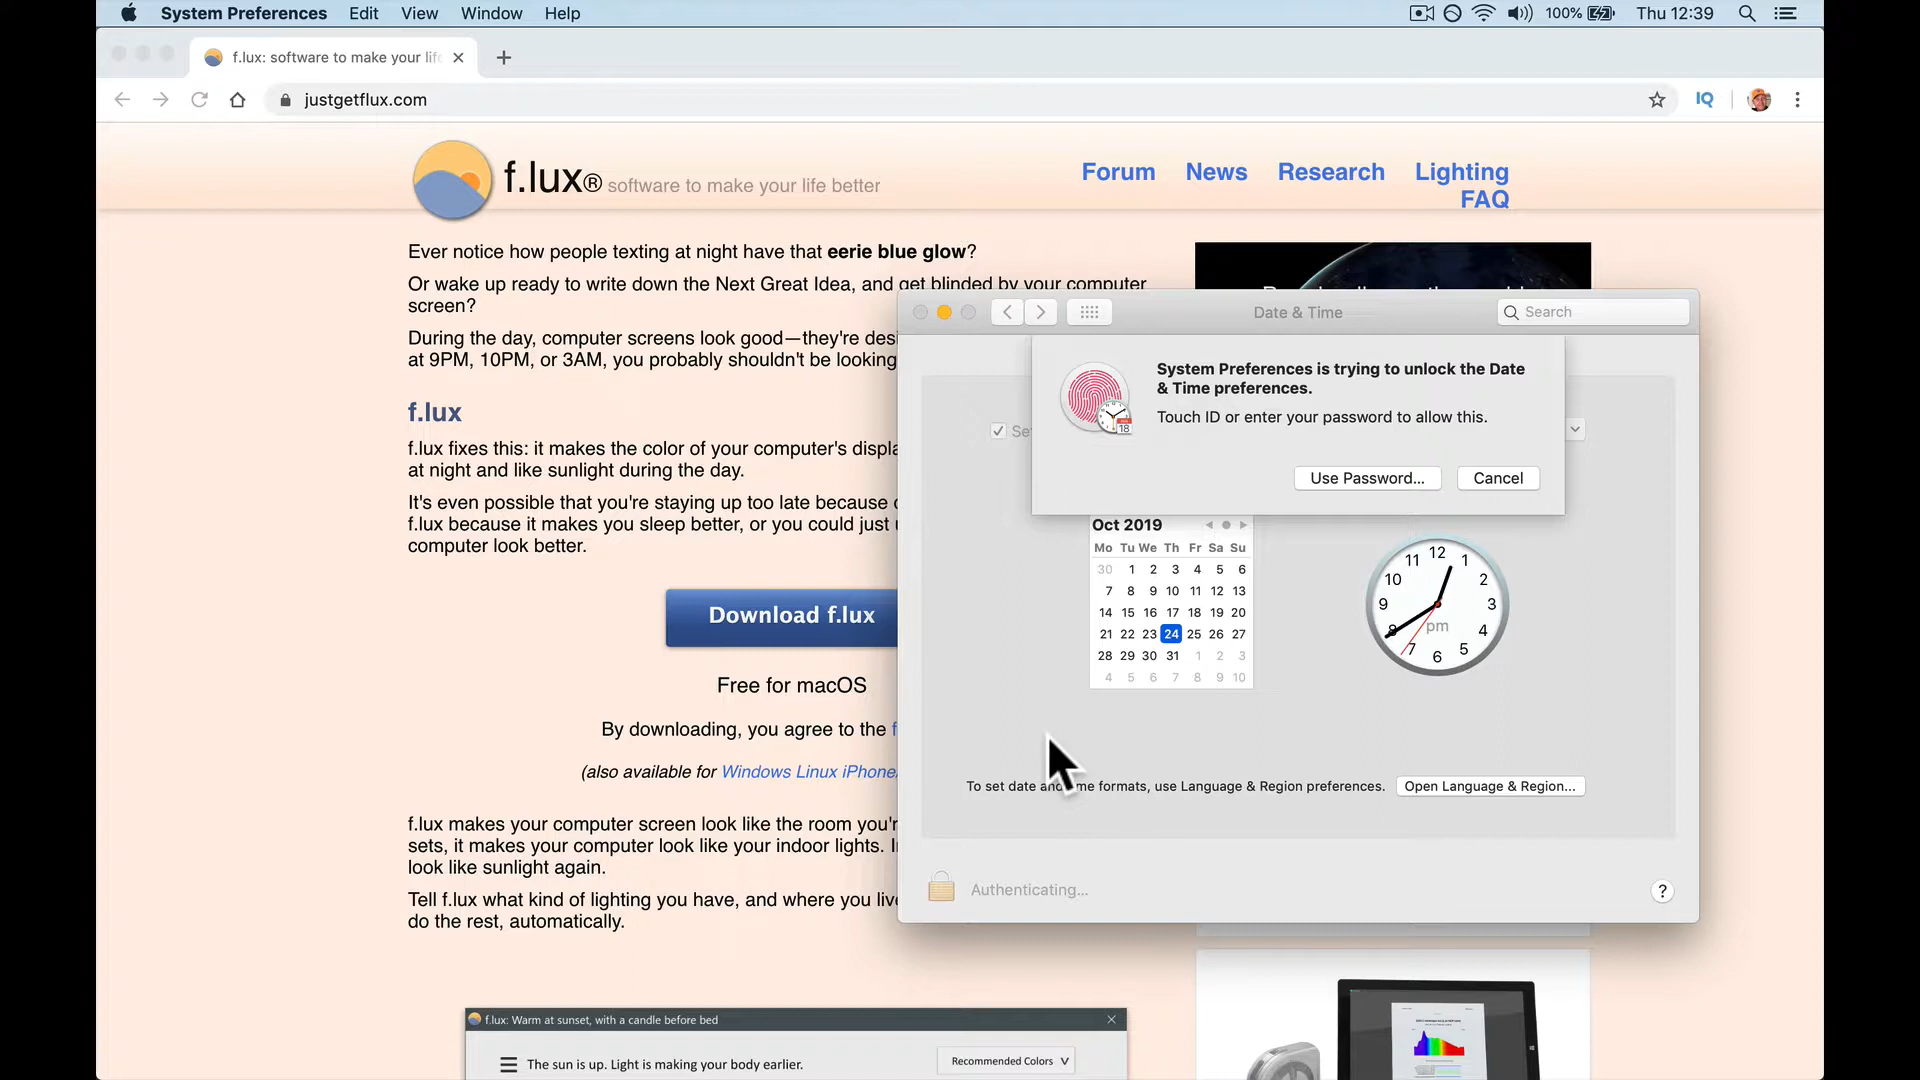 System Preferences Edit View Window Help
100% Thu 12:39
f.lux: software to make your life
justgetflux.com
IQ
f.lux® software to make your life better
Forum News Research Lighting
FAQ
Ever notice how people texting at night have that eerie blue glow?
Or wake up ready to write down the Next Great Idea, and get blinded by your computer
screen?
During the day, computer screens look good—they're desi
at 9PM, 10PM, or 3AM, you probably shouldn't be looking
f.lux
f.lux fixes this: it makes the color of your computer's displa
at night and like sunlight during the day.
It's even possible that you're staying up too late because
f.lux because it makes you sleep better, or you could just
computer look better.
Download f.lux
Free for macOS
By downloading, you agree to the f
(also available for Windows Linux iPhone/
f.lux makes your computer screen look like the room you'r
sets, it makes your computer look like your indoor lights. I
look like sunlight again.
Tell f.lux what kind of lighting you have, and where you live
do the rest, automatically.
f.lux: Warm at sunset, with a candle before bed
The sun is up. Light is making your body earlier.
Recommended Colors
Date & Time
Search
System Preferences is trying to unlock the Date
& Time preferences.
Touch ID or enter your password to allow this.
18
Use Password... Cancel
Se
Oct 2019
Mo Tu We Th Fr Sa Su
30 1 2 3 4 5 6
7 8 9 10 11 12 13
14 15 16 17 18 19 20
21 22 23 24 25 26 27
28 29 30 31 1 2 3
4 5 6 7 8 9 10
12 1 2 3 4 5 6 7 8 9 10 11
pm
To set date and time formats, use Language & Region preferences.
Open Language & Region...
Authenticating...
?